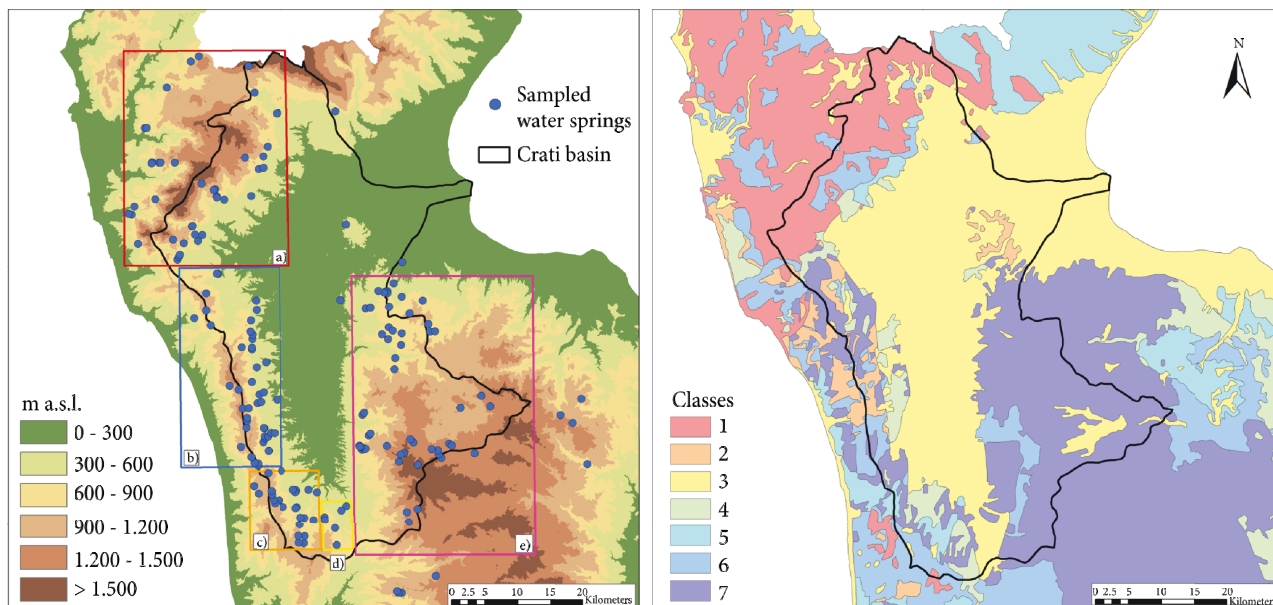 Sampled
water springs
Crati basin
a)
b)
c)
d)
e)
m a.s.l.
0 - 300
300 - 600
600 - 900
900 - 1.200
1.200 - 1.500
> 1.500
0 2.5 5 10 15 20
Kilometers
N
Classes
1
2
3
4
5
6
7
0 2.5 5 10 15 20
Kilometers